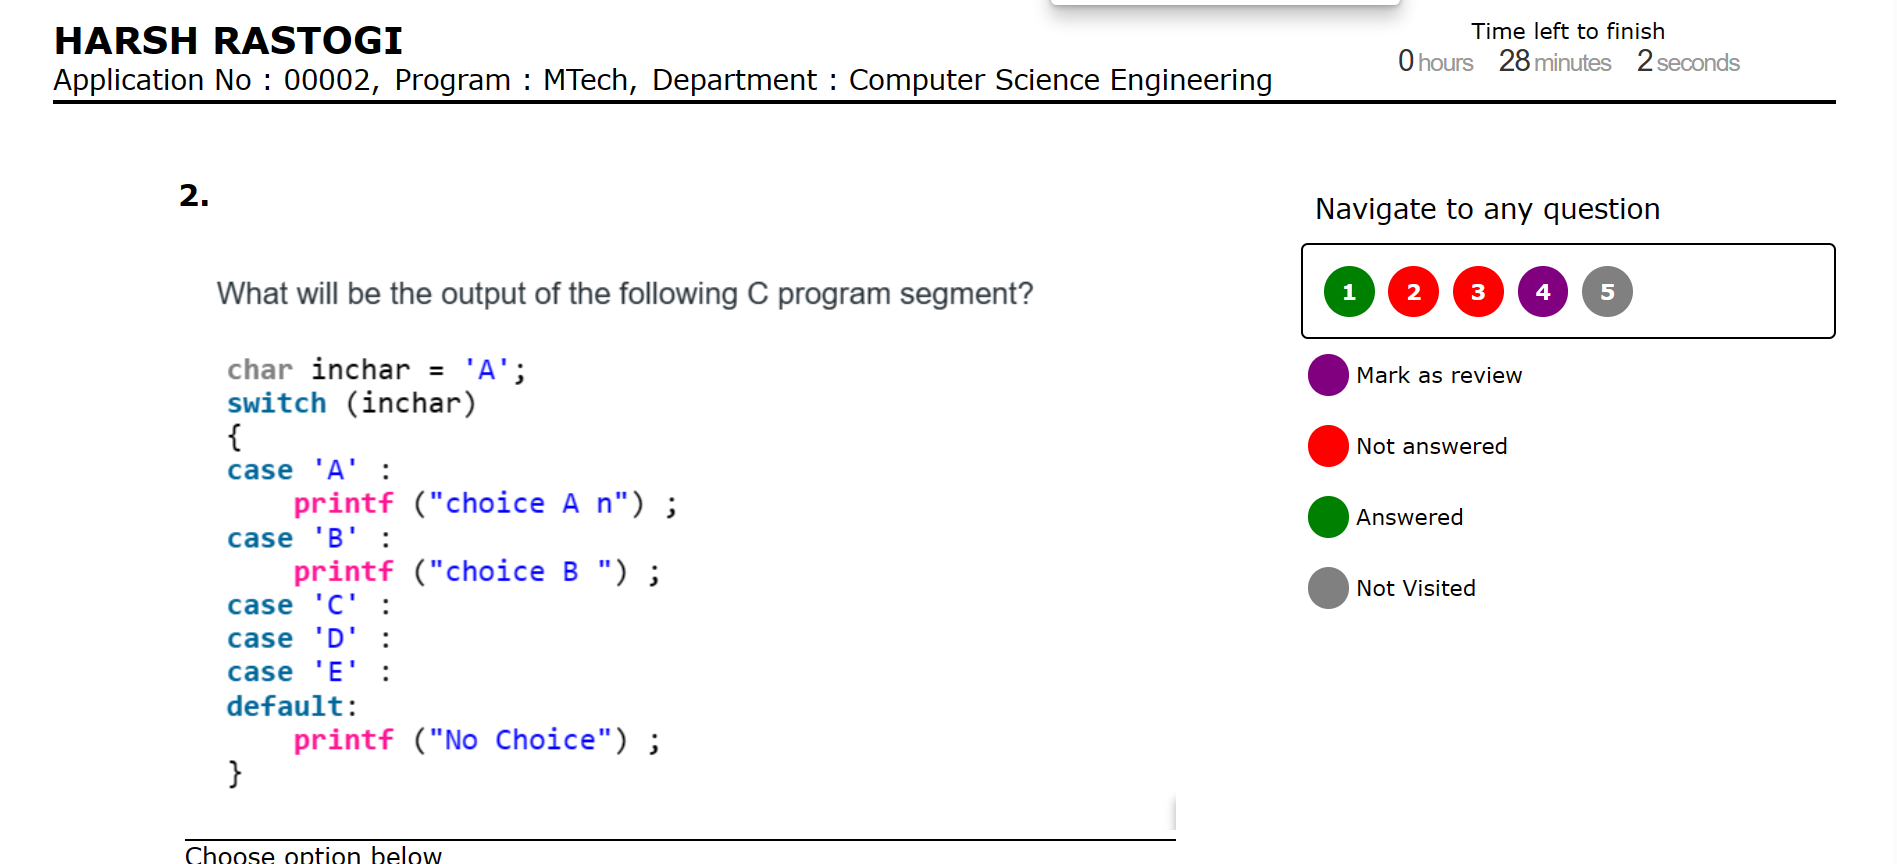 HARSH RASTOGI
Application No : 00002, Program : MTech, Department : Computer Science Engineering
Time left to finish
0 hours 28 minutes 2 seconds
2.
What will be the output of the following C program segment?
char inchar = 'A';
switch (inchar)
{
case 'A' :
    printf ("choice A n") ;
case 'B' :
    printf ("choice B ") ;
case 'C' :
case 'D' :
case 'E' :
default:
    printf ("No Choice") ;
}
Choose option below
Navigate to any question
1 2 3 4 5
Mark as review
Not answered
Answered
Not Visited